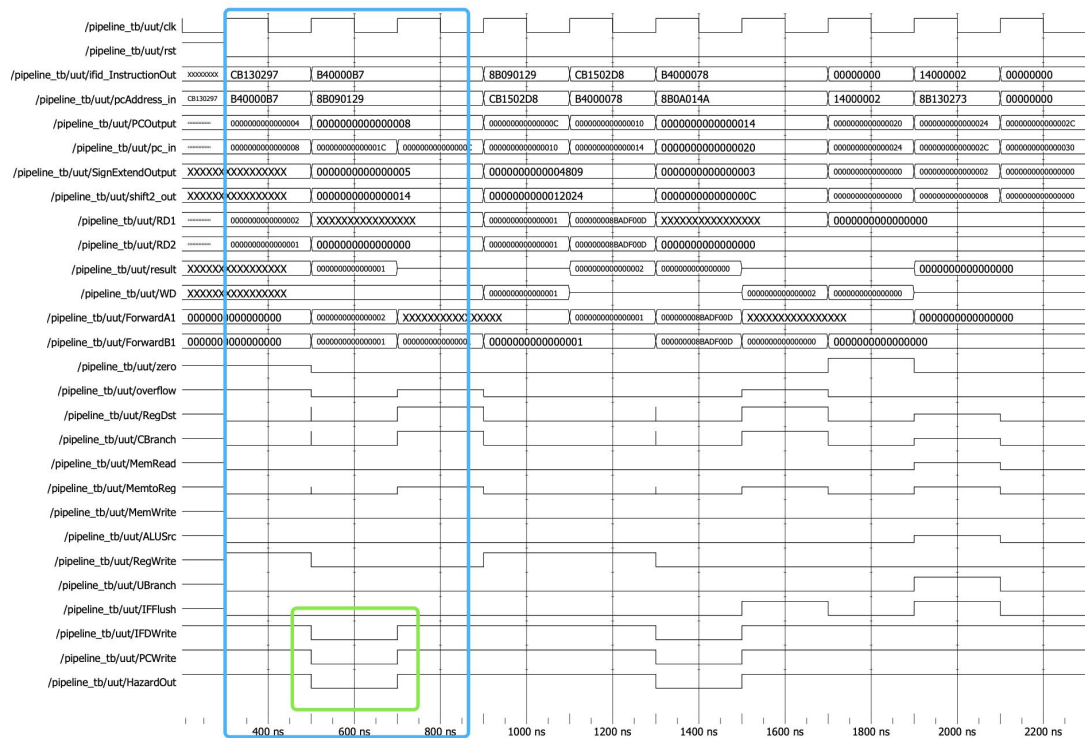 /pipeline_tb/uut/clk
/pipeline_tb/uut/rst
/pipeline_tb/uut/ifid_InstructionOut XXXXXXXX CB130297 B40000B7 8B090129 CB1502D8 B4000078 00000000 14000002 00000000
/pipeline_tb/uut/pcAddress_in CB130297 B40000B7 8B090129 CB1502D8 B4000078 8B0A014A 14000002 8B130273 00000000
/pipeline_tb/uut/PCOutput 0000000000000004 0000000000000008 000000000000000C 0000000000000010 0000000000000014 0000000000000020 0000000000000024 000000000000002C
/pipeline_tb/uut/pc_in 0000000000000008 000000000000001C 0000000000000010 0000000000000014 0000000000000020 0000000000000024 000000000000002C 0000000000000030
/pipeline_tb/uut/SignExtendOutput XXXXXXXXXXXXXXXX 0000000000000005 0000000000004809 0000000000000003 0000000000000000 0000000000000002 0000000000000000
/pipeline_tb/uut/shift2_out XXXXXXXXXXXXXXXX 0000000000000014 0000000000012024 000000000000000C 0000000000000000 0000000000000008 0000000000000000
/pipeline_tb/uut/RD1 0000000000000002 XXXXXXXXXXXXXXXX 0000000000000001 000000008BADF00D XXXXXXXXXXXXXXXX 0000000000000000
/pipeline_tb/uut/RD2 0000000000000001 0000000000000000 0000000000000001 000000008BADF00D 0000000000000000
/pipeline_tb/uut/result XXXXXXXXXXXXXXXX 0000000000000001 0000000000000002 0000000000000000 0000000000000000
/pipeline_tb/uut/WD XXXXXXXXXXXXXXXX 0000000000000001 0000000000000002 0000000000000000
/pipeline_tb/uut/ForwardA1 0000000000000000 0000000000000002 XXXXXXXXXXXXXXXX 0000000000000001 000000008BADF00D XXXXXXXXXXXXXXXX 0000000000000000
/pipeline_tb/uut/ForwardB1 0000000000000000 0000000000000001 0000000000000001 000000008BADF00D 0000000000000000 0000000000000000
/pipeline_tb/uut/zero
/pipeline_tb/uut/overflow
/pipeline_tb/uut/RegDst
/pipeline_tb/uut/CBranch
/pipeline_tb/uut/MemRead
/pipeline_tb/uut/MemtoReg
/pipeline_tb/uut/MemWrite
/pipeline_tb/uut/ALUSrc
/pipeline_tb/uut/RegWrite
/pipeline_tb/uut/UBranch
/pipeline_tb/uut/IFFlush
/pipeline_tb/uut/IFDWrite
/pipeline_tb/uut/PCWrite
/pipeline_tb/uut/HazardOut
400 ns 600 ns 800 ns 1000 ns 1200 ns 1400 ns 1600 ns 1800 ns 2000 ns 2200 ns